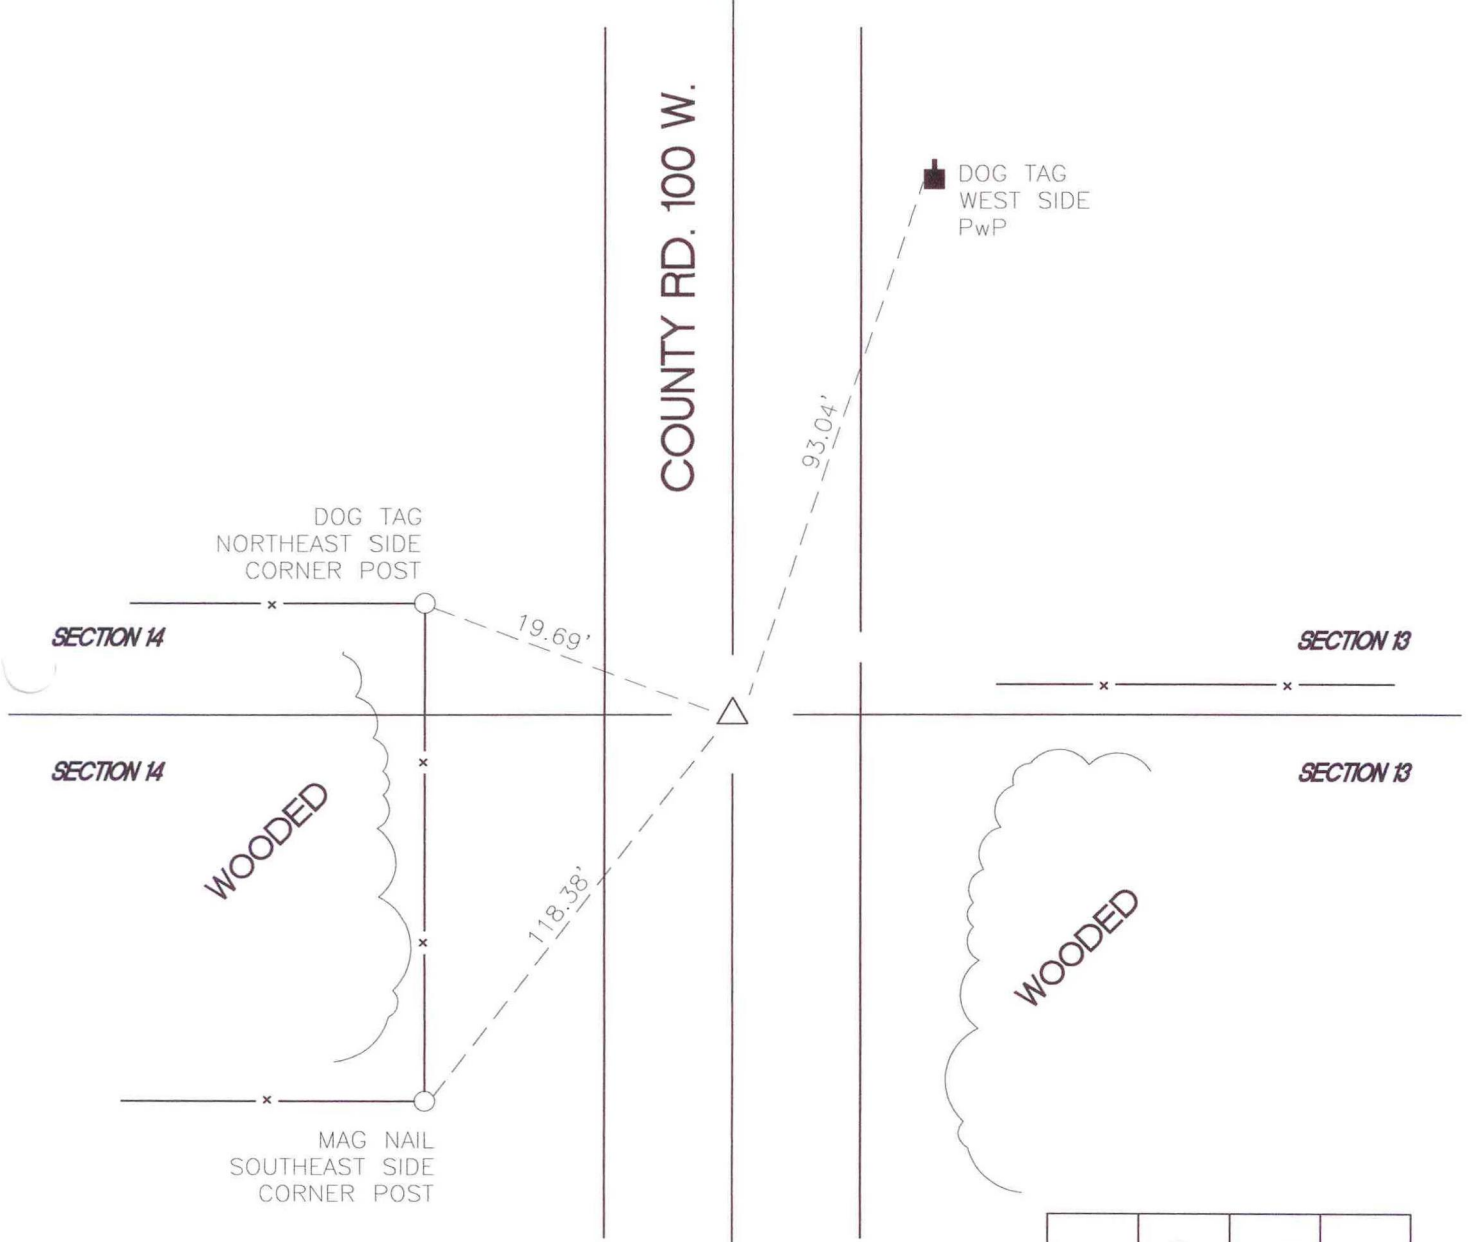 COUNTY RD. 100 W.
DOG TAG
WEST SIDE
PwP
93.04'
DOG TAG
NORTHEAST SIDE
CORNER POST
19.69'
SECTION 14
SECTION 13
SECTION 14
SECTION 13
WOODED
118.38'
WOODED
MAG NAIL
SOUTHEAST SIDE
CORNER POST